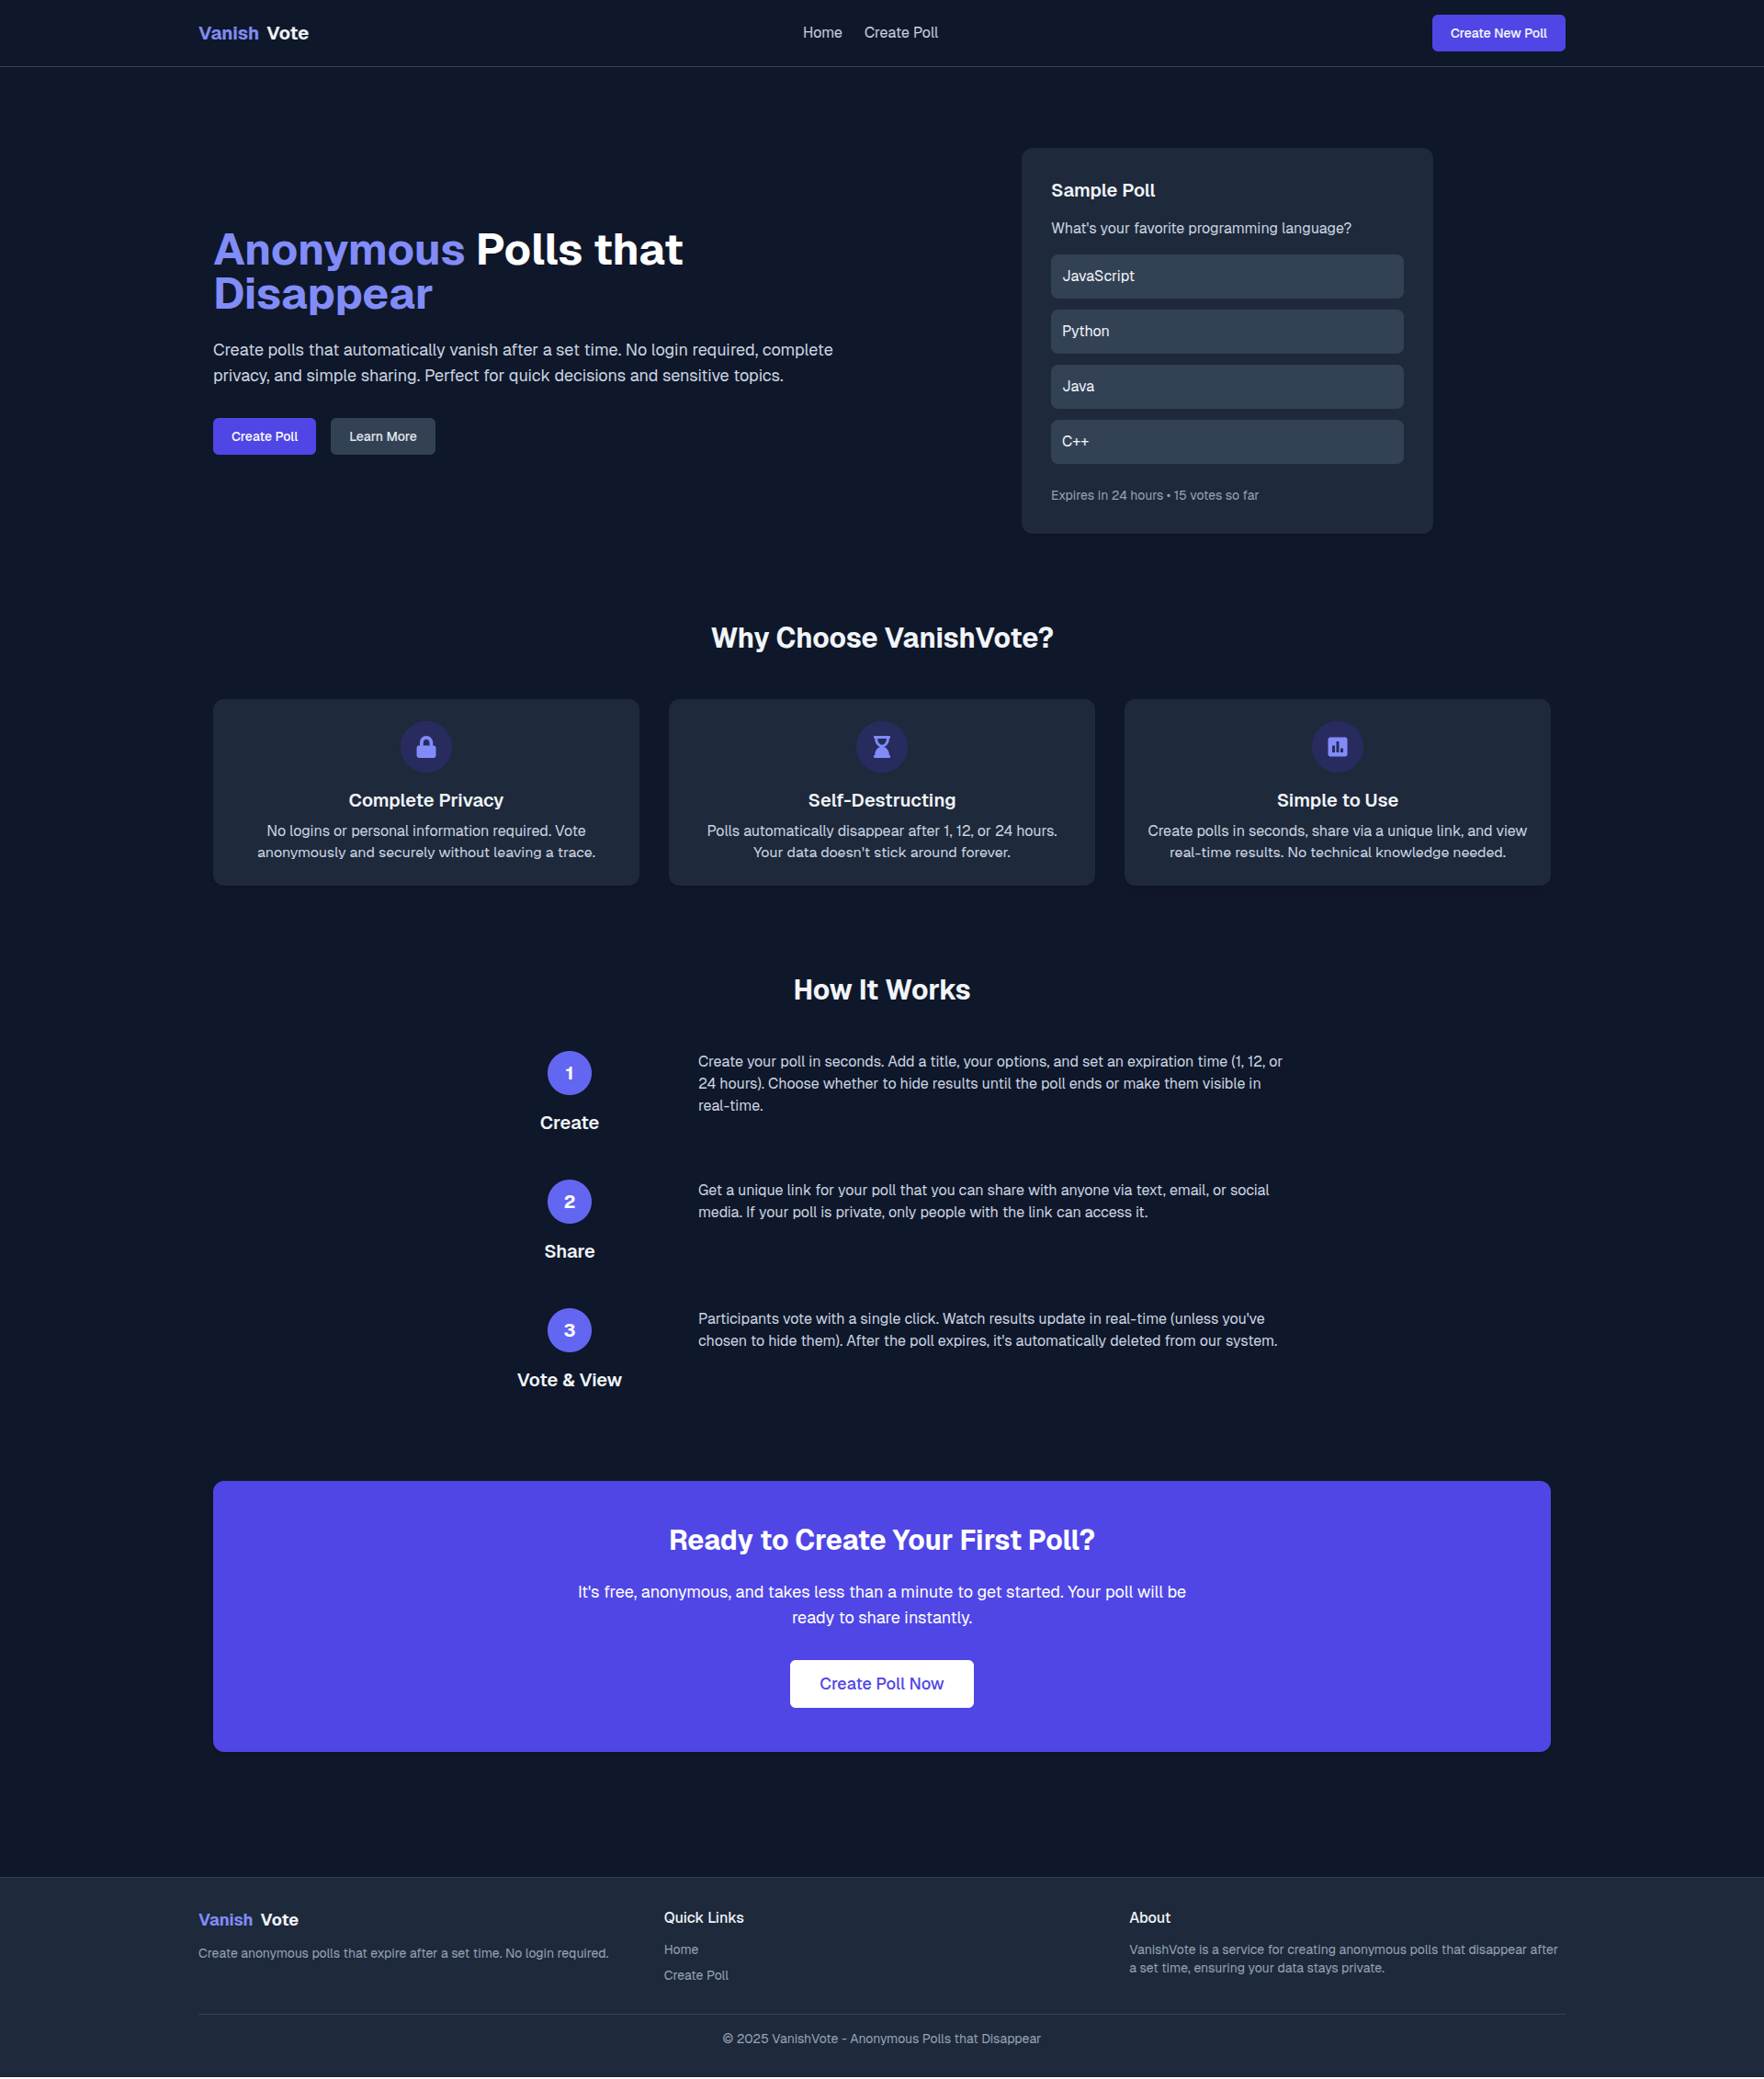 Vanish Vote
Home
Create Poll
Create New Poll
Anonymous Polls that
Disappear
Create polls that automatically vanish after a set time. No login required, complete
privacy, and simple sharing. Perfect for quick decisions and sensitive topics.
Create Poll
Learn More
Sample Poll
What's your favorite programming language?
JavaScript
Python
Java
C++
Expires in 24 hours • 15 votes so far
Why Choose VanishVote?
Complete Privacy
No logins or personal information required. Vote
anonymously and securely without leaving a trace.
Self-Destructing
Polls automatically disappear after 1, 12, or 24 hours.
Your data doesn't stick around forever.
Simple to Use
Create polls in seconds, share via a unique link, and view
real-time results. No technical knowledge needed.
How It Works
1
Create
Create your poll in seconds. Add a title, your options, and set an expiration time (1, 12, or
24 hours). Choose whether to hide results until the poll ends or make them visible in
real-time.
2
Share
Get a unique link for your poll that you can share with anyone via text, email, or social
media. If your poll is private, only people with the link can access it.
3
Vote & View
Participants vote with a single click. Watch results update in real-time (unless you've
chosen to hide them). After the poll expires, it's automatically deleted from our system.
Ready to Create Your First Poll?
It's free, anonymous, and takes less than a minute to get started. Your poll will be
ready to share instantly.
Create Poll Now
Vanish Vote
Create anonymous polls that expire after a set time. No login required.
Quick Links
Home
Create Poll
About
VanishVote is a service for creating anonymous polls that disappear after
a set time, ensuring your data stays private.
© 2025 VanishVote - Anonymous Polls that Disappear